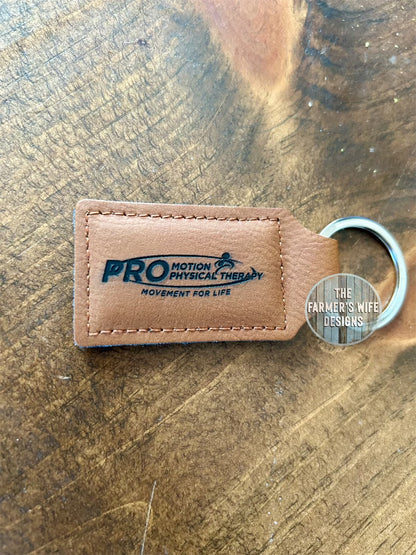 PRO MOTION
PHYSICAL THERAPY
MOVEMENT FOR LIFE
THE
FARMER'S WIFE
DESIGNS